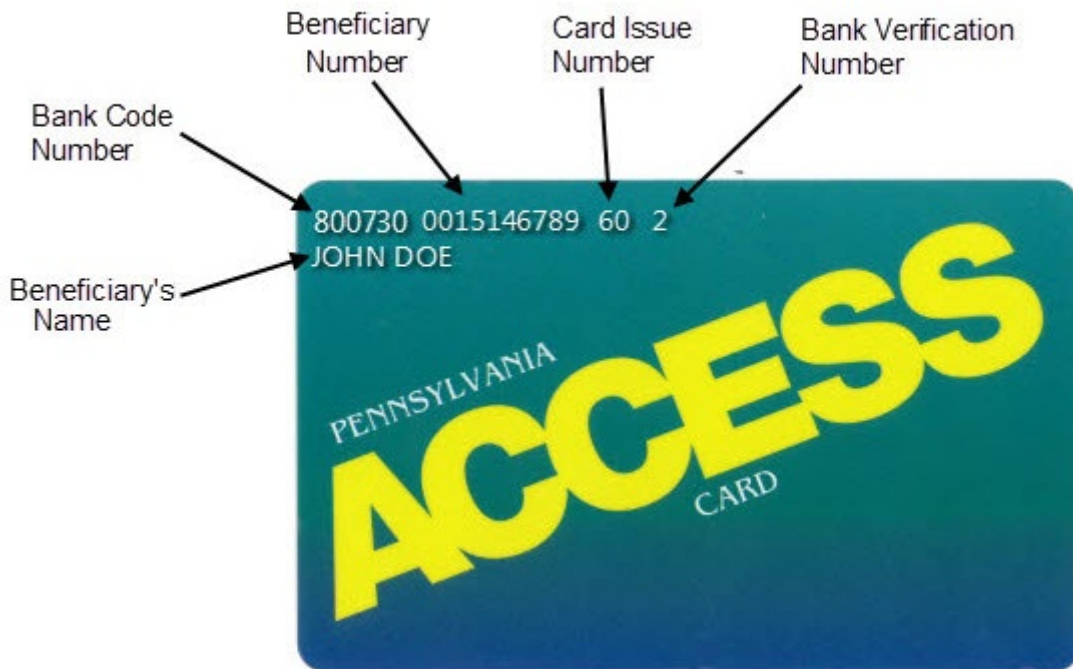 Beneficiary
Number
Card Issue
Number
Bank Verification
Number
Bank Code
Number
800730 0015146789 60 2
JOHN DOE
Beneficiary's
Name
PENNSYLVANIA
ACCESS
CARD